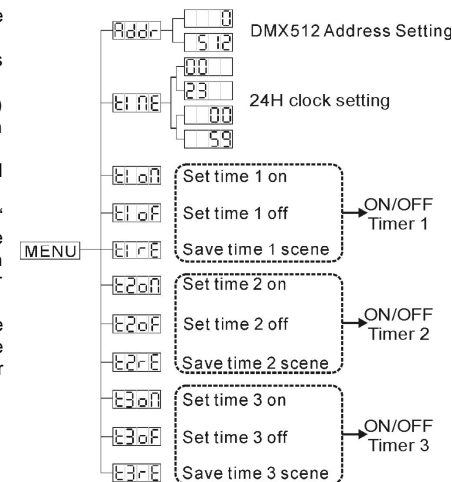 Addr
0
512
DMX512 Address Setting
tINE
00
23
00
59
24H clock setting
t1oN
Set time 1 on
t1oF
Set time 1 off
t1rE
Save time 1 scene
ON/OFF
Timer 1
MENU
t2oN
Set time 2 on
t2oF
Set time 2 off
t2rE
Save time 2 scene
ON/OFF
Timer 2
t3oN
Set time 3 on
t3oF
Set time 3 off
t3rE
Save time 3 scene
ON/OFF
Timer 3